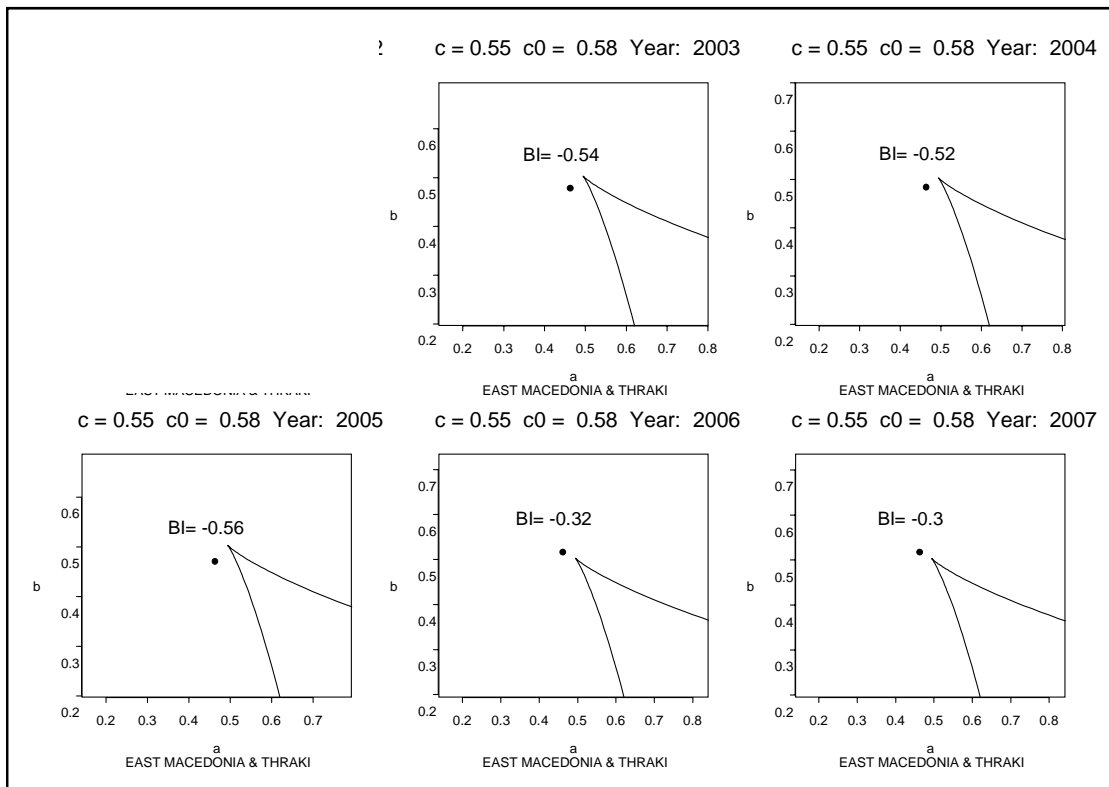 2
c = 0.55 c0 = 0.58 Year: 2003
BI= -0.54
b
0.6
0.5
0.4
0.3
0.2
0.2 0.3 0.4 0.5 0.6 0.7 0.8
a
EAST MACEDONIA & THRAKI
c = 0.55 c0 = 0.58 Year: 2004
BI= -0.52
b
0.7
0.6
0.5
0.4
0.3
0.2
0.2 0.3 0.4 0.5 0.6 0.7 0.8
a
EAST MACEDONIA & THRAKI
EAST MACEDONIA & THRAKI
c = 0.55 c0 = 0.58 Year: 2005
BI= -0.56
b
0.6
0.5
0.4
0.3
0.2
0.2 0.3 0.4 0.5 0.6 0.7
a
EAST MACEDONIA & THRAKI
c = 0.55 c0 = 0.58 Year: 2006
BI= -0.32
b
0.7
0.6
0.5
0.4
0.3
0.2
0.2 0.3 0.4 0.5 0.6 0.7 0.8
a
EAST MACEDONIA & THRAKI
c = 0.55 c0 = 0.58 Year: 2007
BI= -0.3
b
0.7
0.6
0.5
0.4
0.3
0.2
0.2 0.3 0.4 0.5 0.6 0.7 0.8
a
EAST MACEDONIA & THRAKI